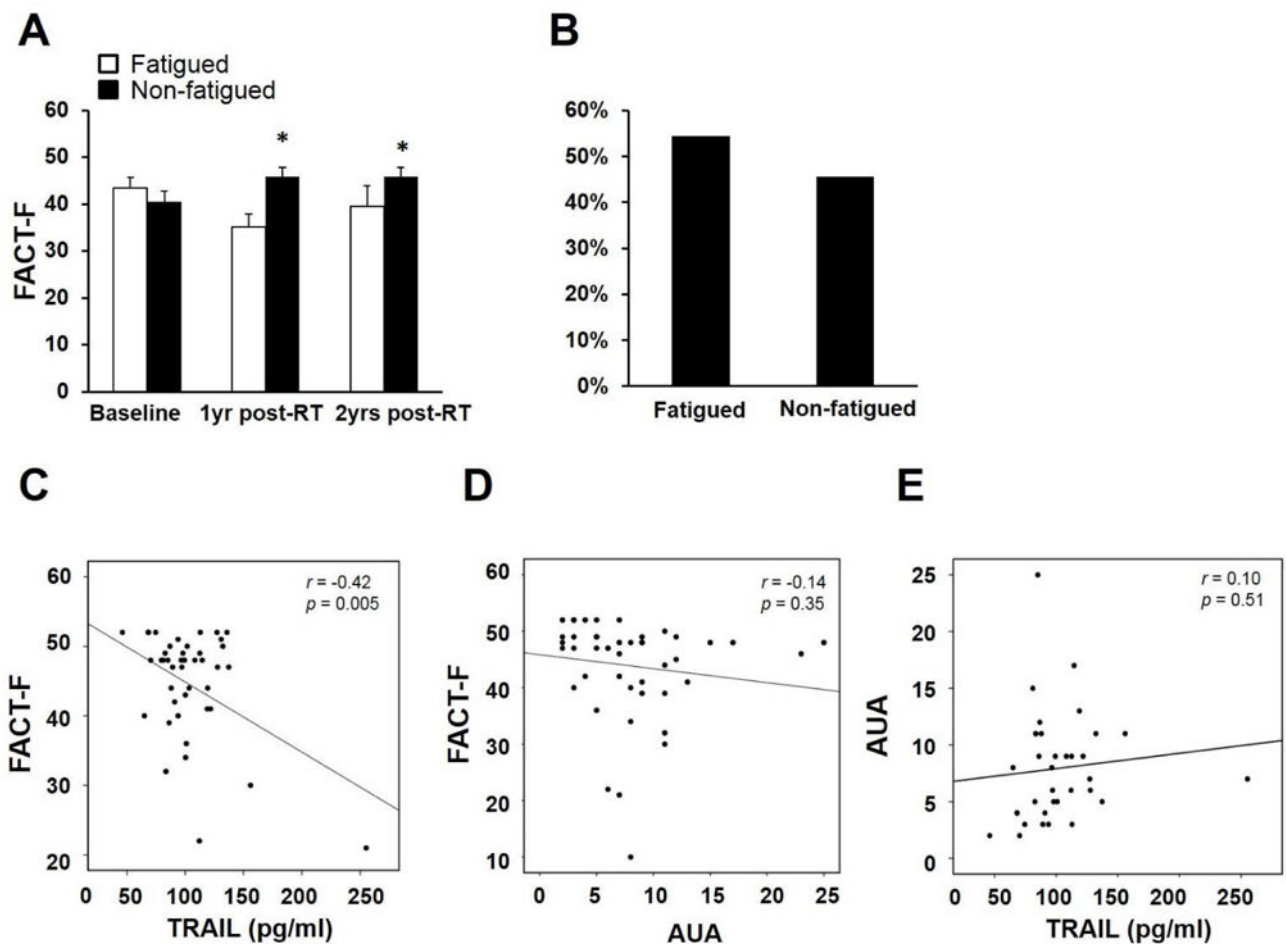 A
B
Fatigued
Non-fatigued
FACT-F
60
50
40
30
20
10
0
*
*
Baseline
1yr post-RT
2yrs post-RT
60%
50%
40%
30%
20%
10%
0%
Fatigued
Non-fatigued
C
D
E
FACT-F
60
50
40
30
20
r = -0.42
p = 0.005
0
50
100
150
200
250
TRAIL (pg/ml)
FACT-F
60
50
40
30
20
10
r = -0.14
p = 0.35
0
5
10
15
20
25
AUA
AUA
25
20
15
10
5
0
r = 0.10
p = 0.51
0
50
100
150
200
250
TRAIL (pg/ml)